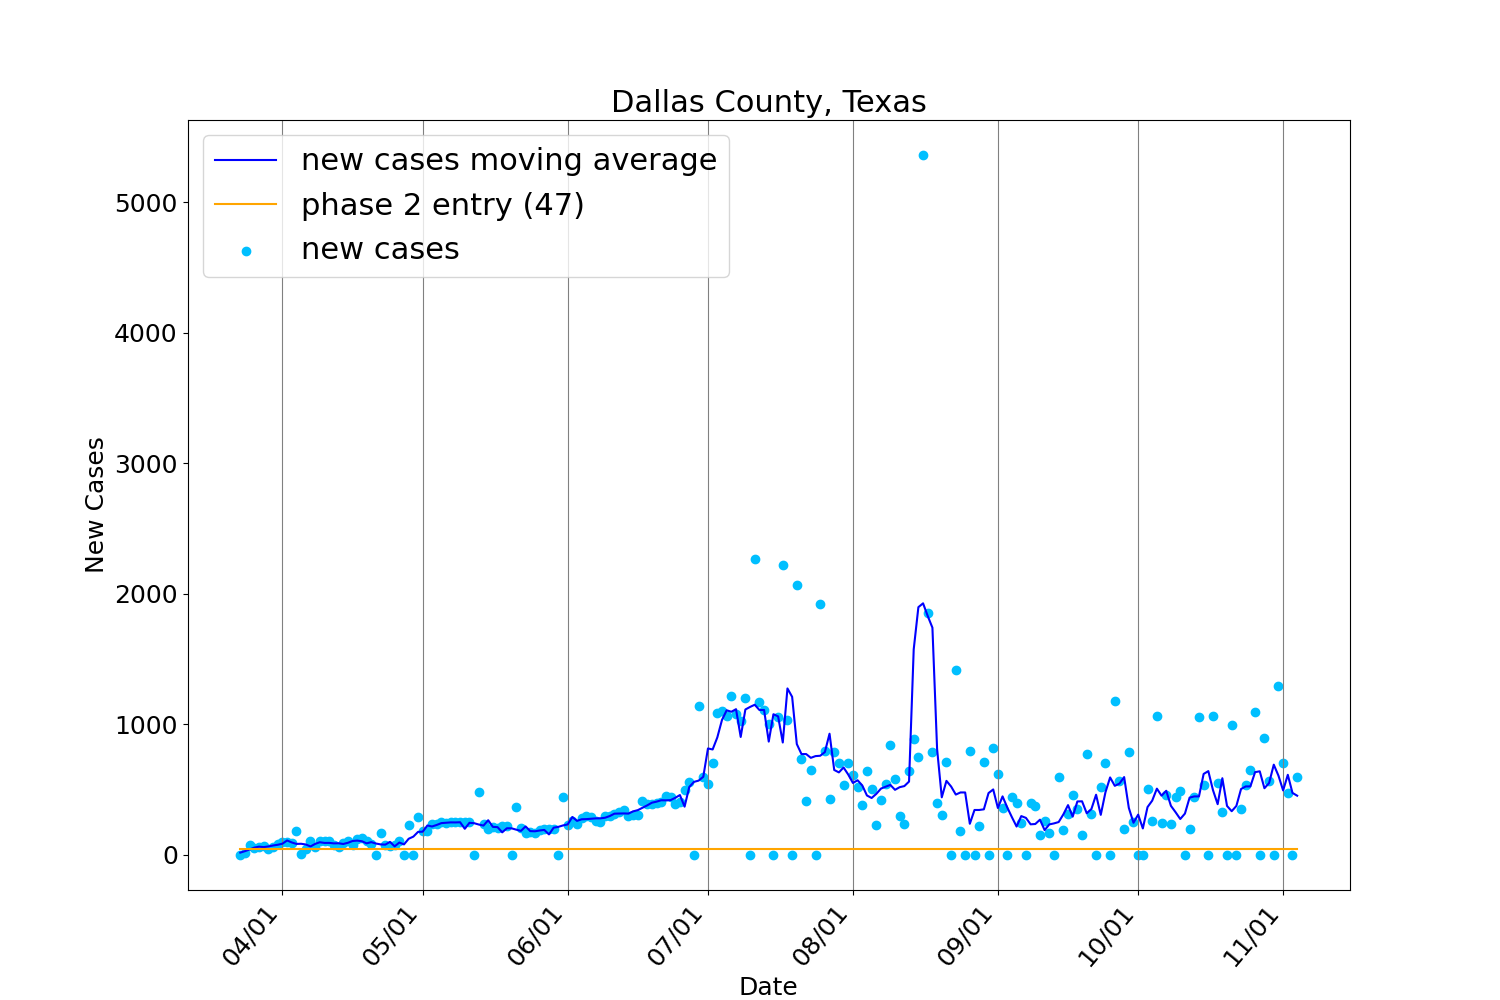 Dallas County, Texas
new cases moving average
phase 2 entry (47)
new cases
New Cases
5000
4000
3000
2000
1000
0
04/01
05/01
06/01
07/01
08/01
09/01
10/01
11/01
Date